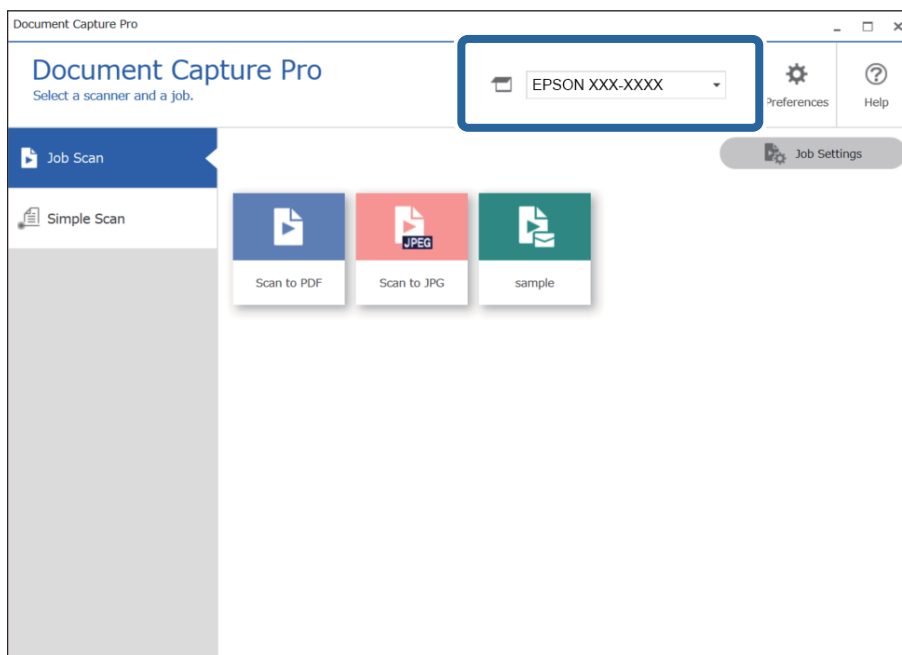 Document Capture Pro
Document Capture Pro
Select a scanner and a job.
EPSON XXX-XXXX
Preferences
Help
Job Scan
Job Settings
Simple Scan
JPEG
Scan to PDF
Scan to JPG
sample